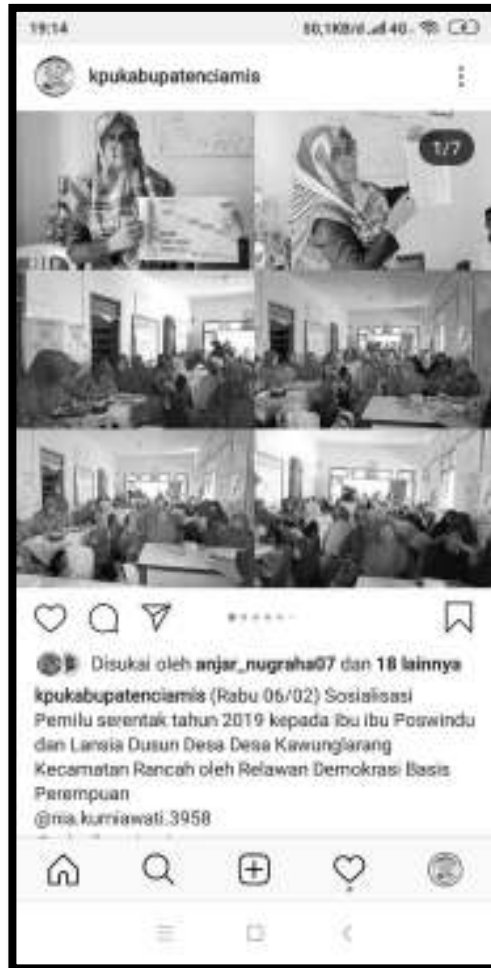 19:14
kpukabupatenciamis
1/7
Disukai oleh anjar_nugraha07 dan 18 lainnya
kpukabupatenciamis (Rabu 06/02) Sosialisasi
Pemilu serentak tahun 2019 kepada Ibu ibu Poswindu
dan Lansia Dusun Desa Desa Kawunglarang
Kecamatan Rancah oleh Relawan Demokrasi Basis
Perempuan
@nia.kurniawati.3958